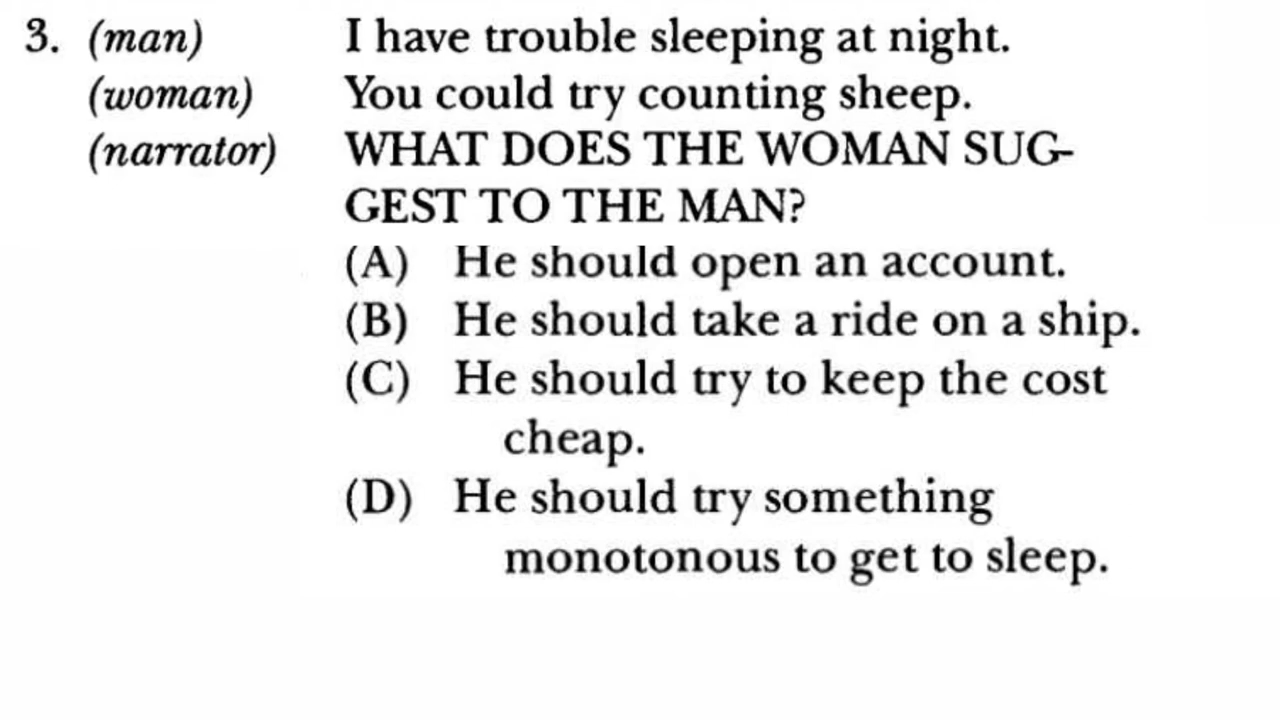 3. (man) I have trouble sleeping at night.
(woman) You could try counting sheep.
(narrator) WHAT DOES THE WOMAN SUG-
GEST TO THE MAN?
(A) He should open an account.
(B) He should take a ride on a ship.
(C) He should try to keep the cost
cheap.
(D) He should try something
monotonous to get to sleep.